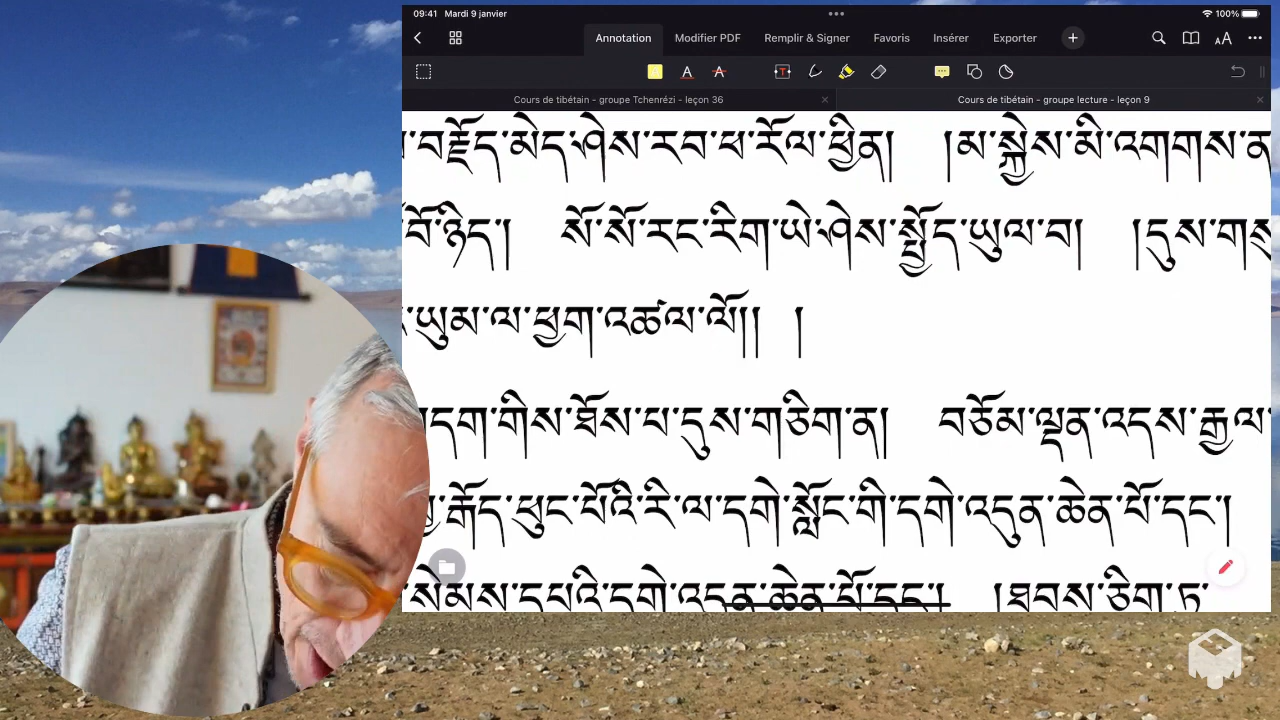 09:41 Mardi 9 janvier
100%
Annotation Modifier PDF Remplir & Signer Favoris Insérer Exporter
Cours de tibétain - groupe Tchenrézi - leçon 36
Cours de tibétain - groupe lecture - leçon 9
བརྗོད་མེད་ཤེས་རབ་ཕ་རོལ་ཕྱིན། །མ་སྐྱེས་མི་འགགས་ན
བོ་ཉིད། སོ་སོ་རང་རིག་ཡེ་ཤེས་སྤྱོད་ཡུལ་བ། །དུས་གསུ
ཡུམ་ལ་ཕྱག་འཚལ་ལོ།། །
དག་གིས་ཐོས་པ་དུས་གཅིག་ན། བཅོམ་ལྡན་འདས་རྒྱལ་
རྒོད་ཕུང་པོའི་རི་ལ་དགེ་སློང་གི་དགེ་འདུན་ཆེན་པོ་དང་།
སེམས་དཔའི་དགེ་འདུན་ཆེན་པོ་དང་། །ཐབས་ཅིག་ཏ་